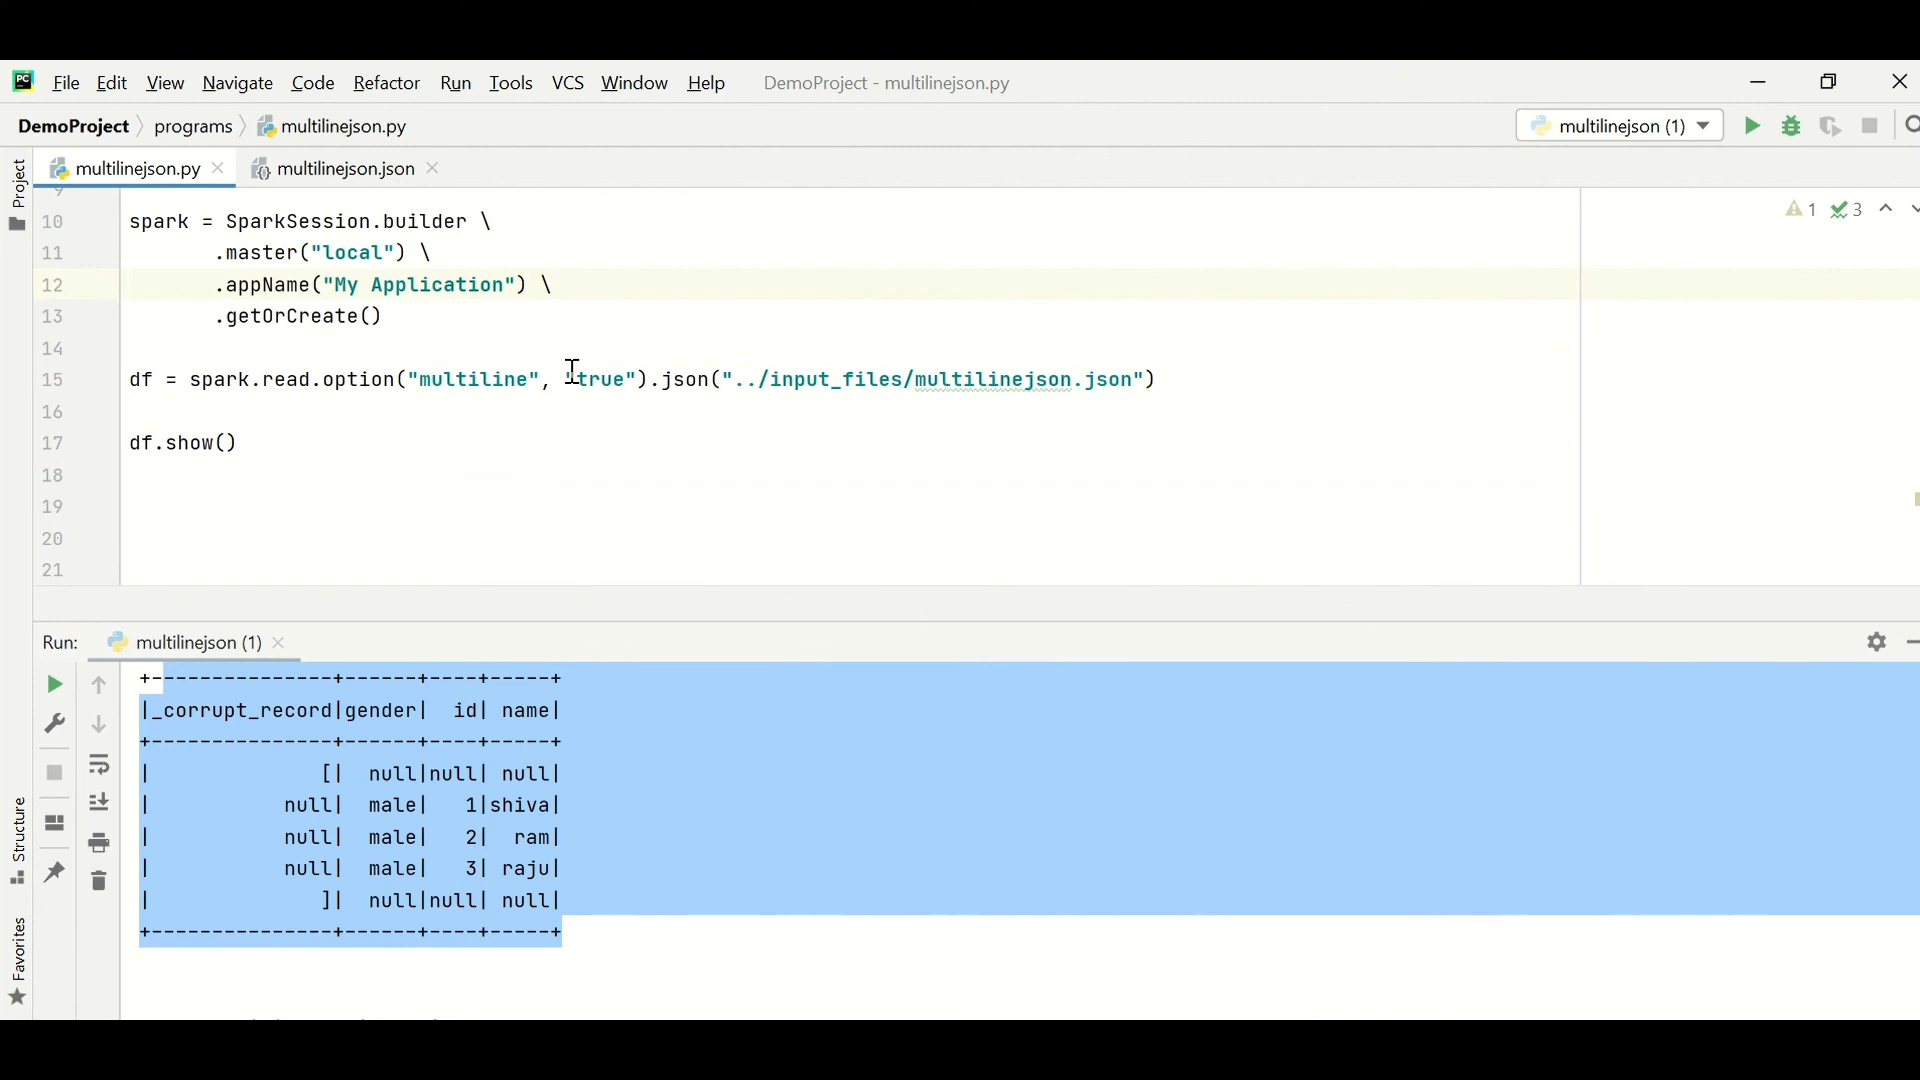 File Edit View Navigate Code Refactor Run Tools VCS Window Help DemoProject - multilinejson.py
DemoProject programs multilinejson.py multilinejson (1)
Project
multilinejson.py multilinejson.json
9
10 spark = SparkSession.builder \
11 .master("local") \
12 .appName("My Application") \
13 .getOrCreate()
14
15 df = spark.read.option("multiline", "true").json("../input_files/multilinejson.json")
16
17 df.show()
18
19
20
21
1 3
Run: multilinejson (1)
+----------------+------+----+-----+
|_corrupt_record|gender|  id| name|
+---------------+------+----+-----+
|              [|  null|null| null|
|           null|  male|   1|shiva|
|           null|  male|   2|  ram|
|           null|  male|   3| raju|
|              ]|  null|null| null|
+---------------+------+----+-----+
Structure
Favorites